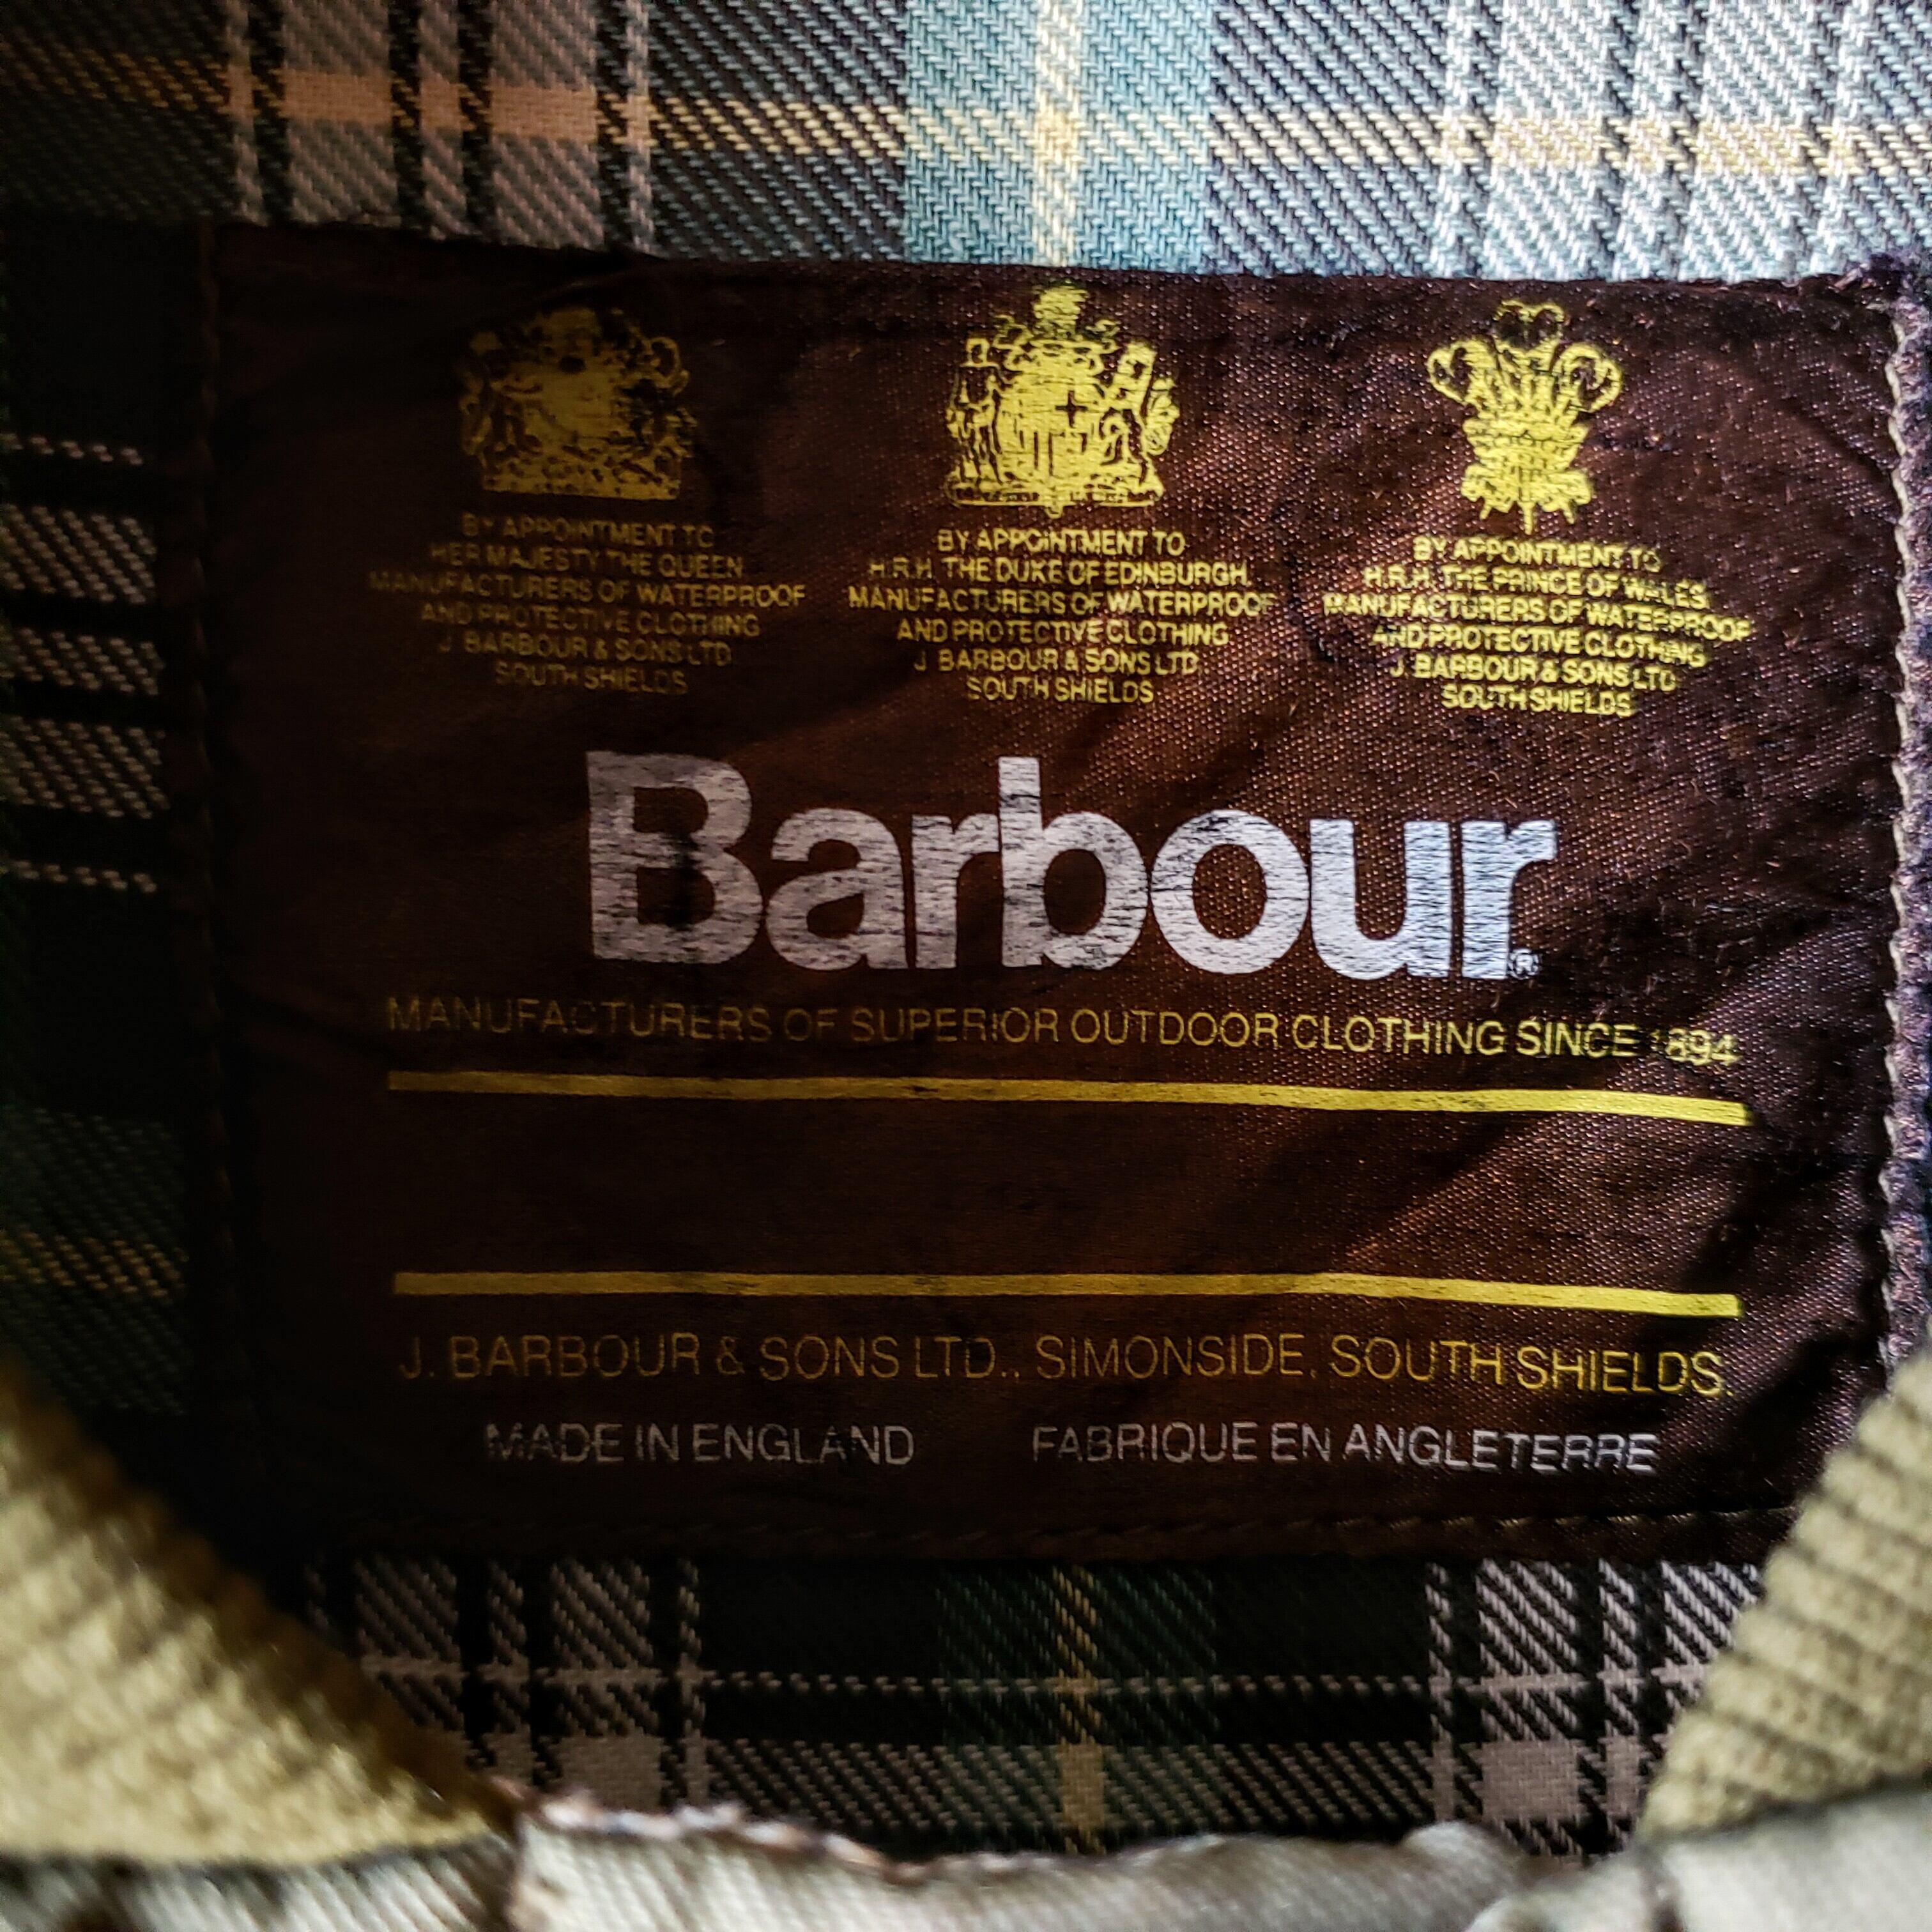 BY APPOINTMENT TO
HER MAJESTY THE QUEEN
MANUFACTURERS OF WATERPROOF
AND PROTECTIVE CLOTHING
J. BARBOUR & SONS LTD
SOUTH SHIELDS
BY APPOINTMENT TO
H.R.H. THE DUKE OF EDINBURGH
MANUFACTURERS OF WATERPROOF
AND PROTECTIVE CLOTHING
J. BARBOUR & SONS LTD
SOUTH SHIELDS
BY APPOINTMENT TO
H.R.H. THE PRINCE OF WALES
MANUFACTURERS OF WATERPROOF
AND PROTECTIVE CLOTHING
J. BARBOUR & SONS LTD
SOUTH SHIELDS
Barbour®
MANUFACTURERS OF SUPERIOR OUTDOOR CLOTHING SINCE 1894
J. BARBOUR & SONS LTD., SIMONSIDE, SOUTH SHIELDS.
MADE IN ENGLAND FABRIQUE EN ANGLETERRE